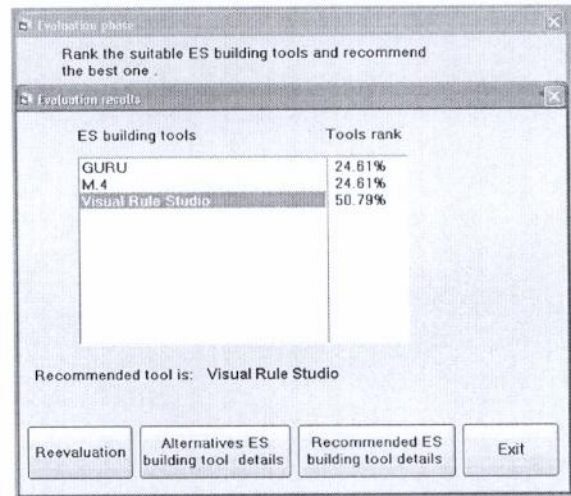 Evaluation phase
Rank the suitable ES building tools and recommend
the best one .
Evaluation results
ES building tools Tools rank
GURU 24.61%
M.4 24.61%
Visual Rule Studio 50.79%
Recommended tool is: Visual Rule Studio
Reevaluation
Alternatives ES
building tool details
Recommended ES
building tool details
Exit